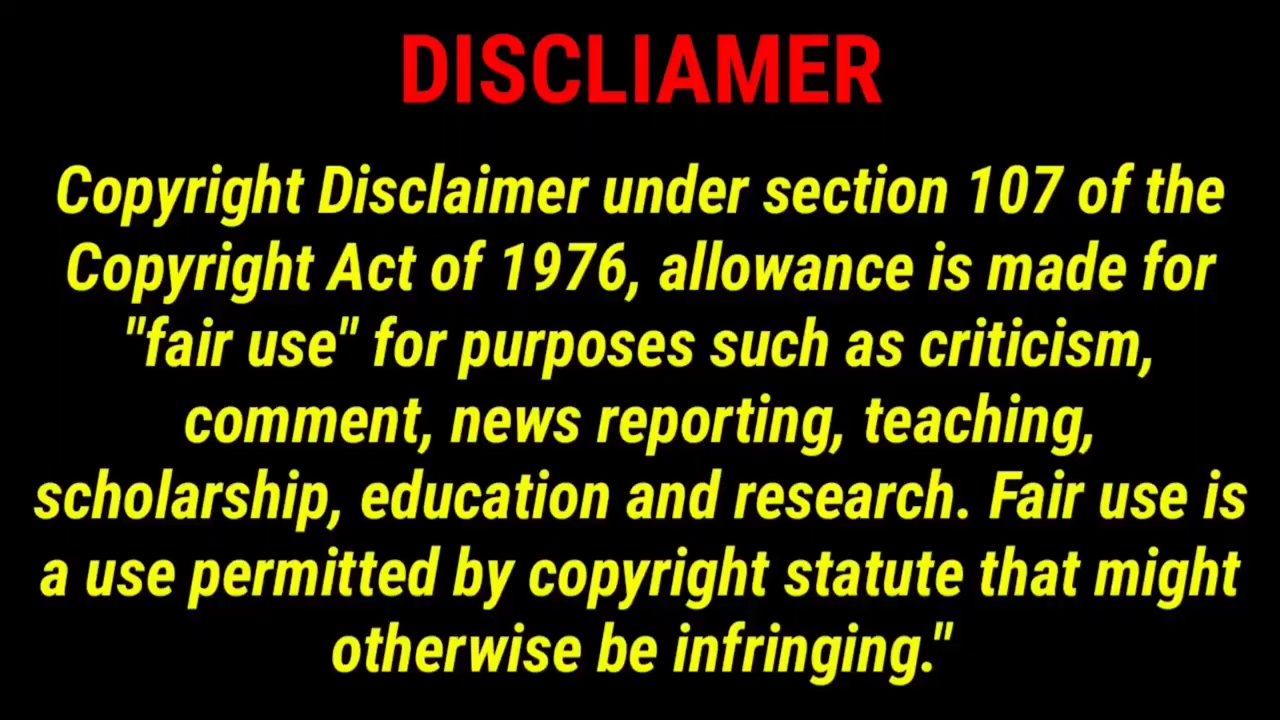 DISCLIAMER
Copyright Disclaimer under section 107 of the
Copyright Act of 1976, allowance is made for
"fair use" for purposes such as criticism,
comment, news reporting, teaching,
scholarship, education and research. Fair use is
a use permitted by copyright statute that might
otherwise be infringing."